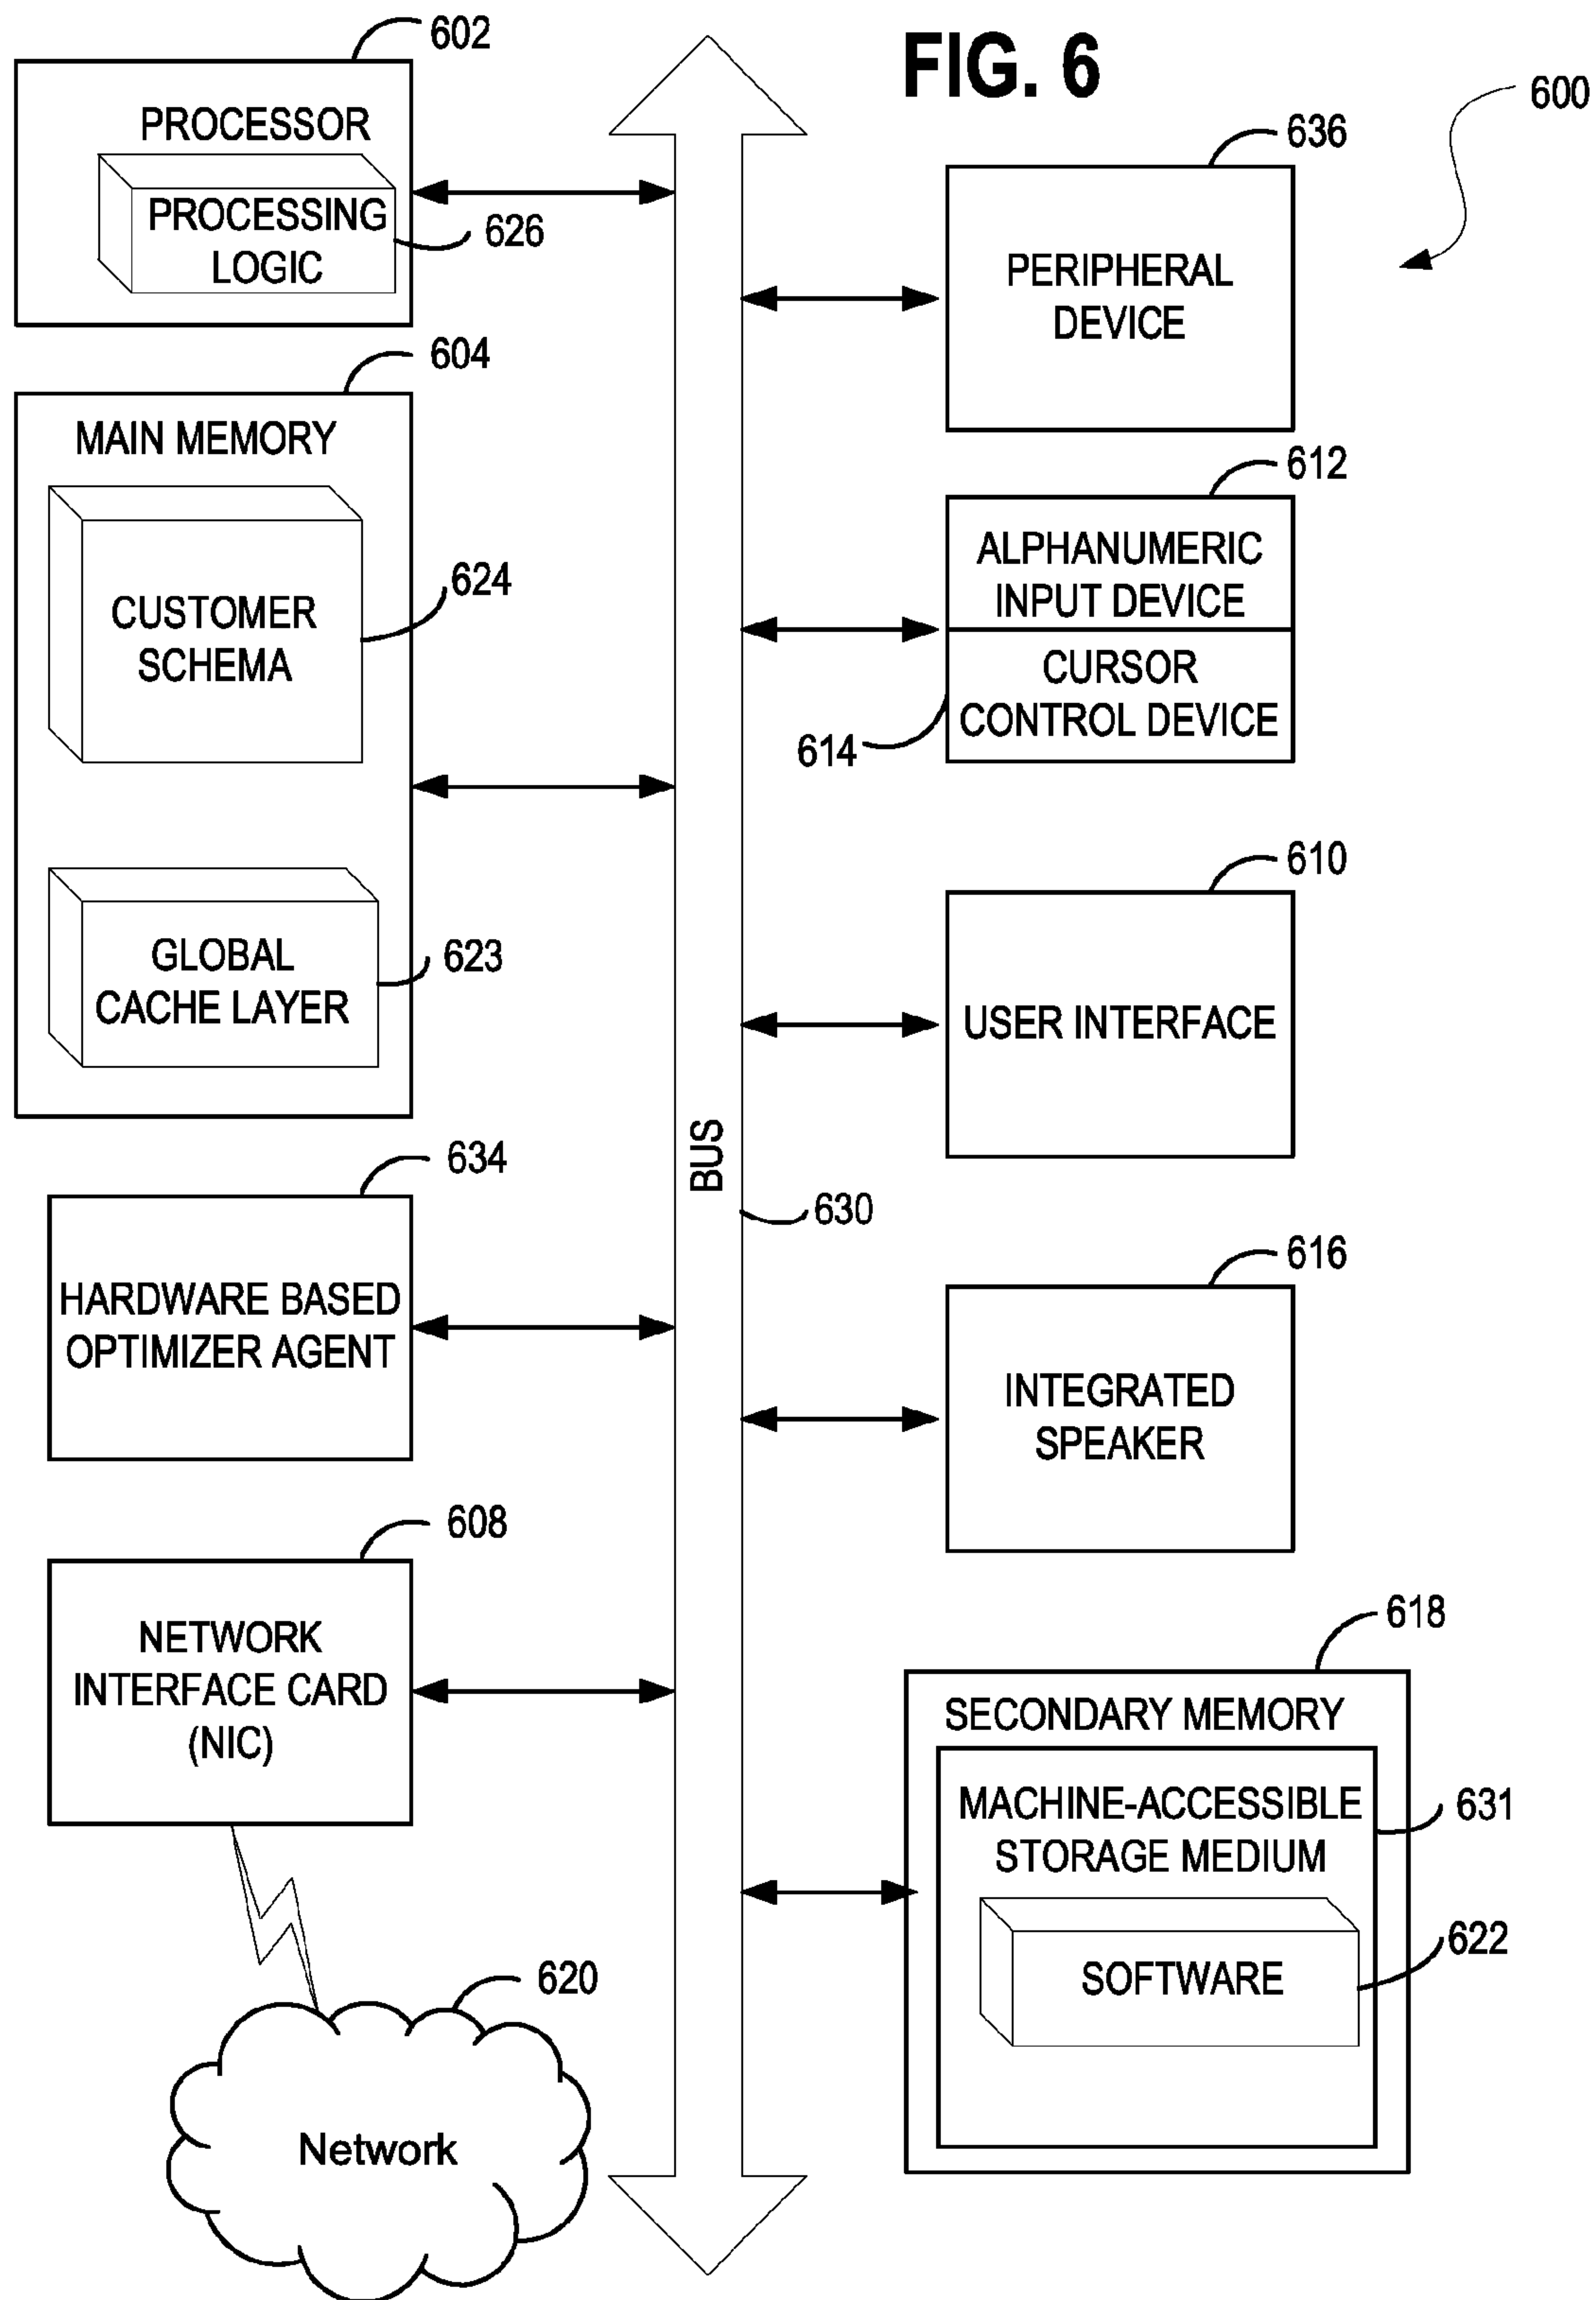 FIG. 6
600
602
PROCESSOR
PROCESSING
LOGIC
626
604
MAIN MEMORY
CUSTOMER
SCHEMA
624
GLOBAL
CACHE LAYER
623
634
HARDWARE BASED
OPTIMIZER AGENT
608
NETWORK
INTERFACE CARD
(NIC)
620
Network
BUS
630
636
PERIPHERAL
DEVICE
612
ALPHANUMERIC
INPUT DEVICE
CURSOR
CONTROL DEVICE
614
610
USER INTERFACE
616
INTEGRATED
SPEAKER
618
SECONDARY MEMORY
MACHINE-ACCESSIBLE
STORAGE MEDIUM
631
SOFTWARE
622